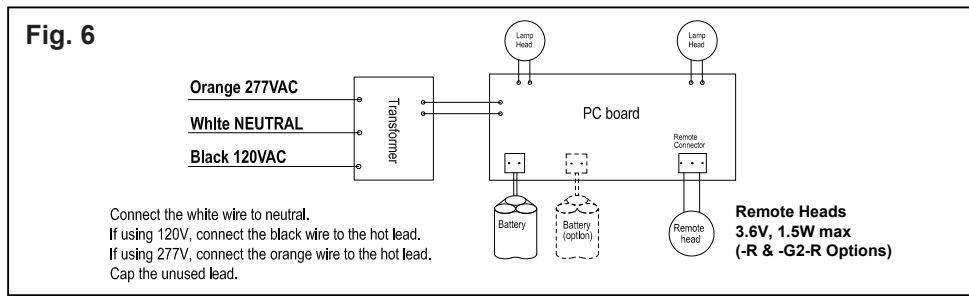 Fig. 6
Lamp
Head
Lamp
Head
Orange 277VAC
White NEUTRAL
Black 120VAC
Transformer
PC board
Remote
Connector
Battery
Battery
(option)
Remote
head
Remote Heads
3.6V, 1.5W max
(-R & -G2-R Options)
Connect the white wire to neutral.
If using 120V, connect the black wire to the hot lead.
If using 277V, connect the orange wire to the hot lead.
Cap the unused lead.